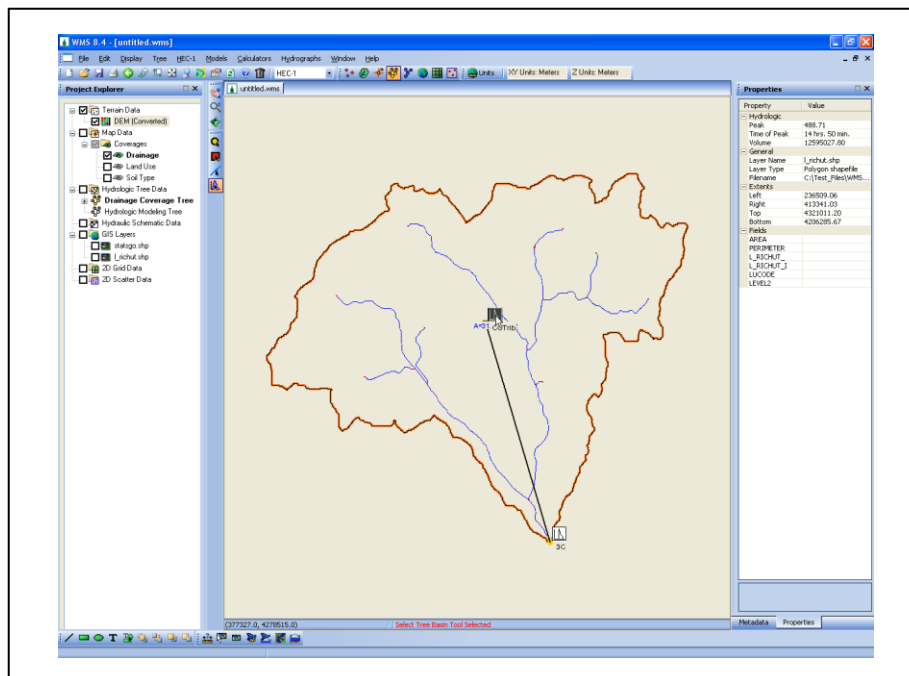 WMS 8.4 - [untitled.wms]
File Edit Display Tree HEC-1 Models Calculators Hydrographs Window Help
HEC-1 Units XY Units: Meters Z Units: Meters
Project Explorer
Terrain Data
DEM (Converted)
Map Data
Coverages
Drainage
Land Use
Soil Type
Hydrologic Tree Data
Drainage Coverage Tree
Hydrologic Modeling Tree
Hydraulic Schematic Data
GIS Layers
statsgo.shp
l_richut.shp
2D Grid Data
2D Scatter Data
untitled.wms
3C
(377327.0, 4278515.0) Select Tree Basin Tool Selected
Properties
Property Value
Hydrologic
Peak 488.71
Time of Peak 14 hrs. 50 min.
Volume 12595027.80
General
Layer Name l_richut.shp
Layer Type Polygon shapefile
Filename C:\Test_Files\WMS...
Extents
Left 236509.06
Right 413341.03
Top 4321011.20
Bottom 4206285.67
Fields
AREA
PERIMETER
L_RICHUT_
L_RICHUT_I
LUCODE
LEVEL2
Metadata Properties